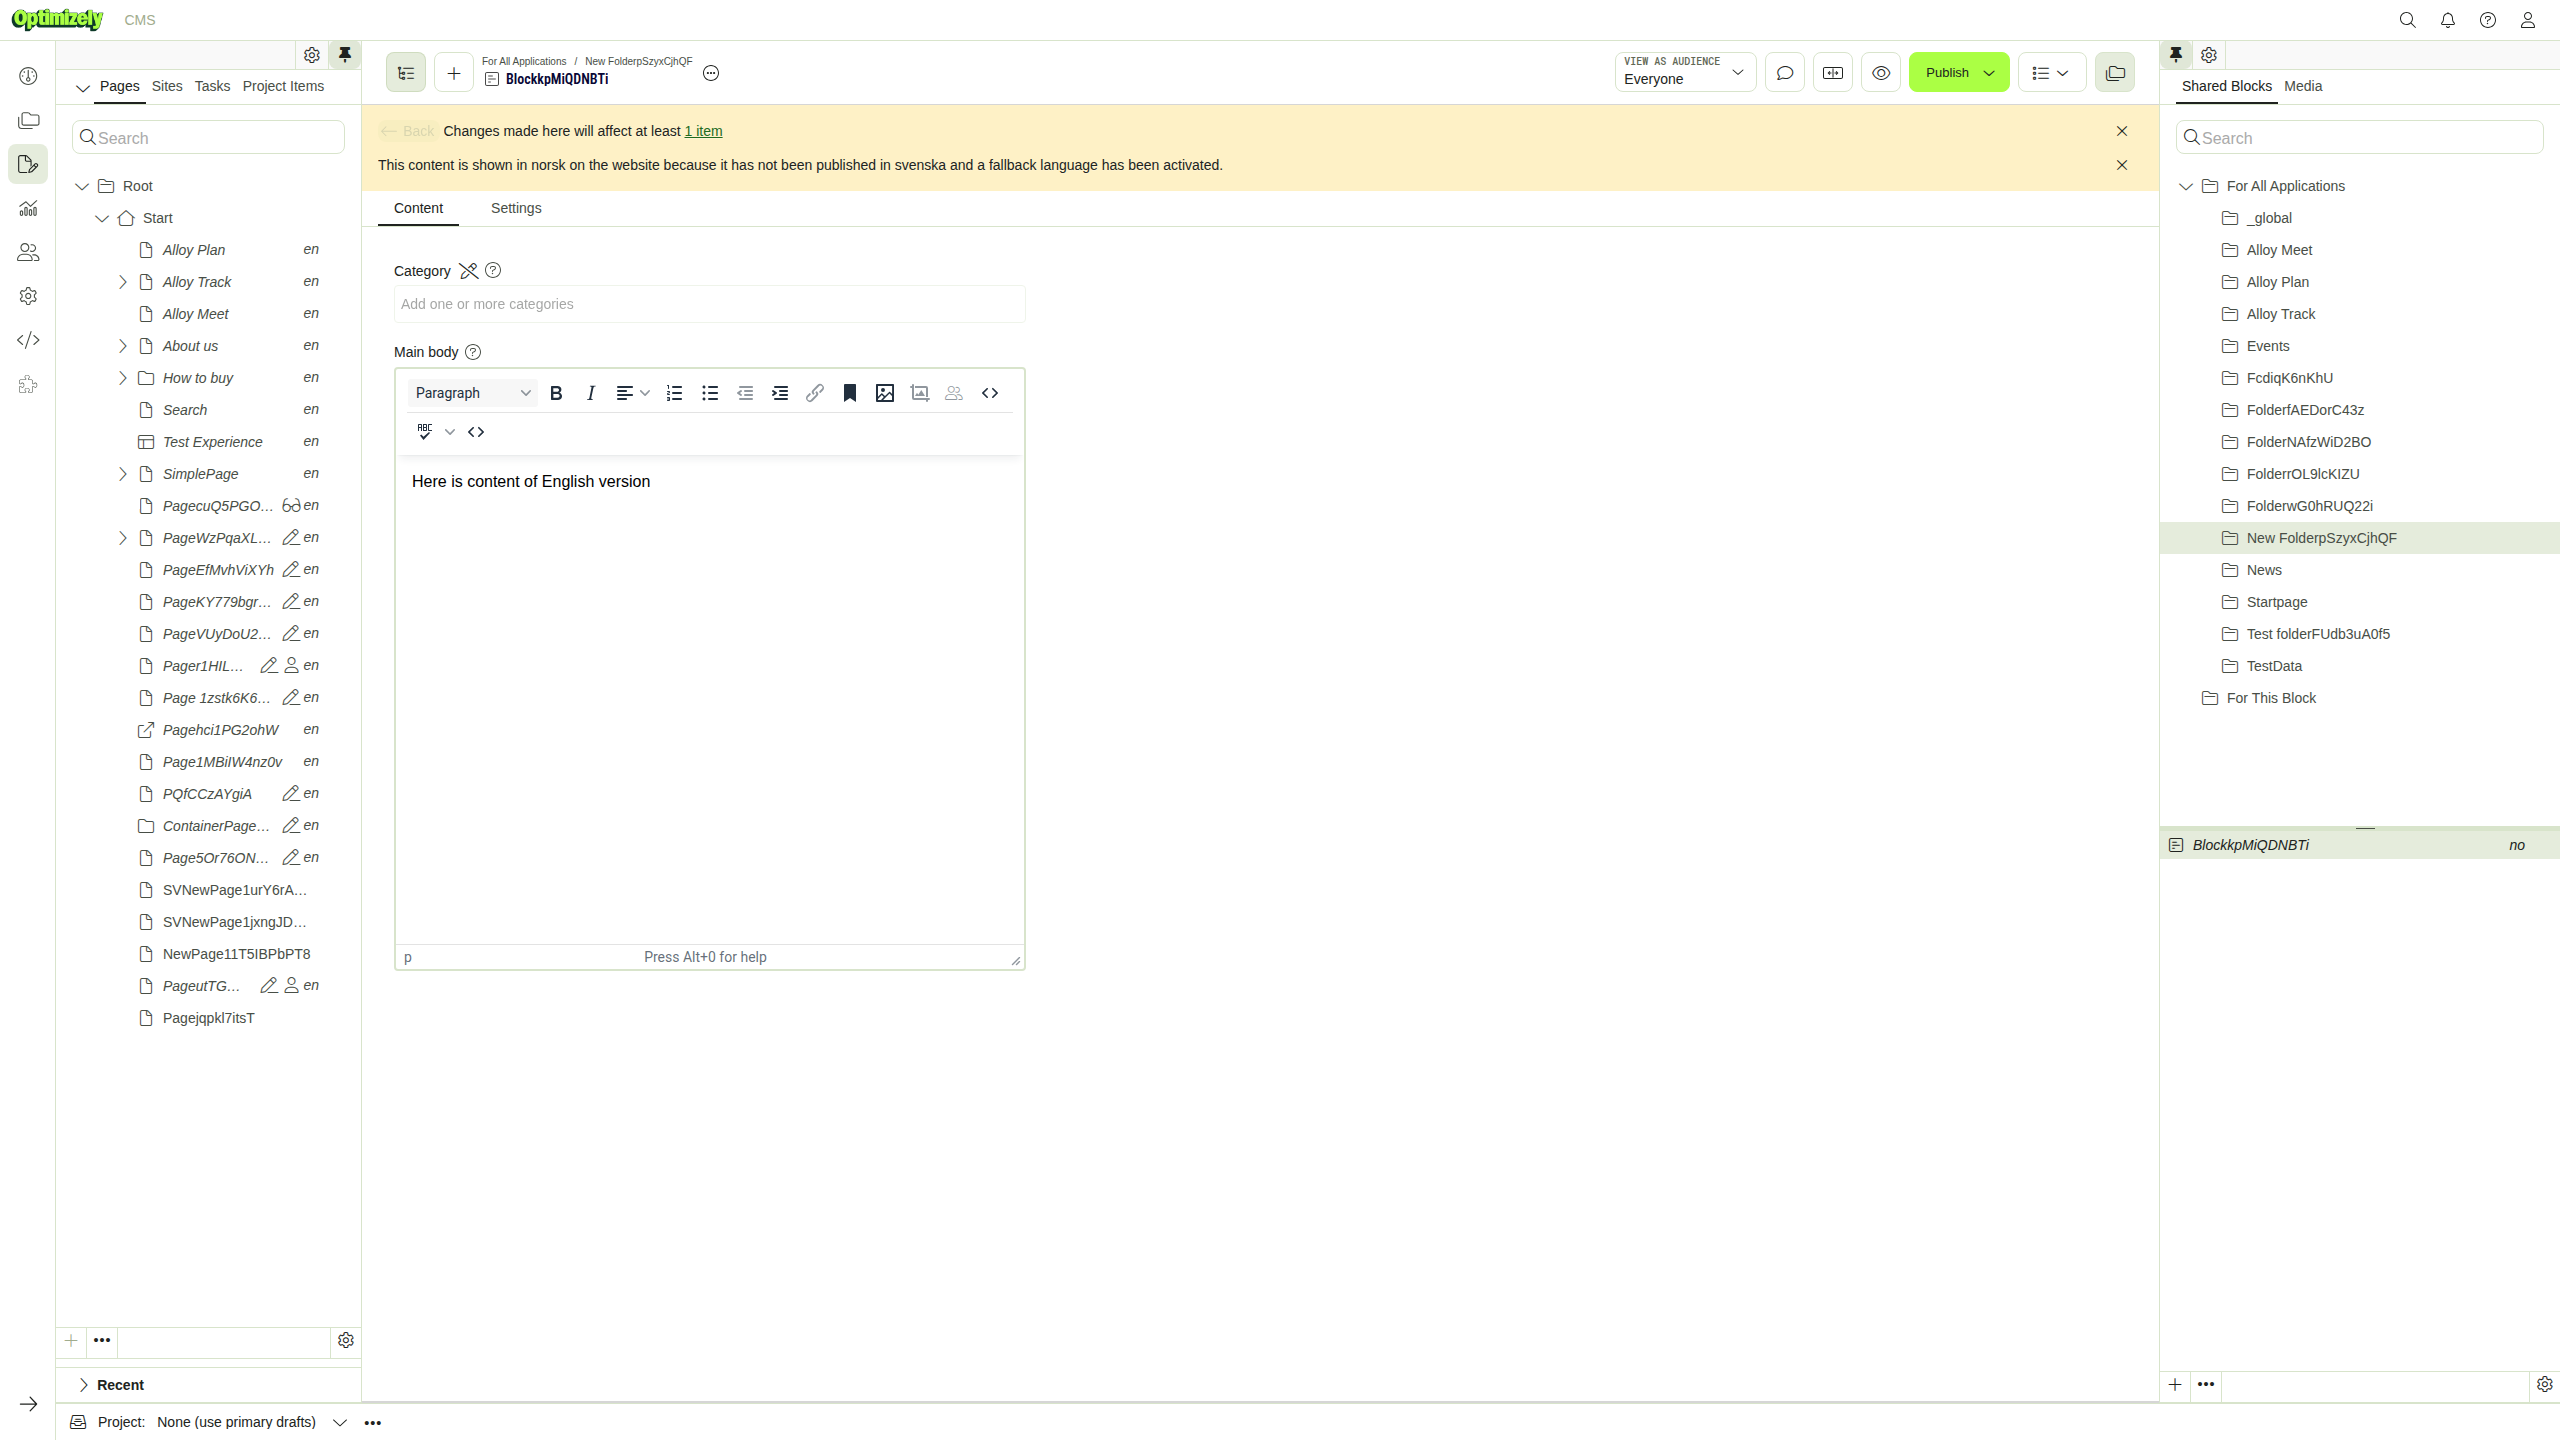 Optimizely CMS
Pages Sites Tasks Project Items
Search
Root
Start
Alloy Plan en
Alloy Track en
Alloy Meet en
About us en
How to buy en
Search en
Test Experience en
SimplePage en
PagecuQ5PGO... en
PageWzPqaXL... en
PageEfMvhViXYh en
PageKY779bgr... en
PageVUyDoU2... en
Pager1HIL... en
Page 1zstk6K6... en
Pagehci1PG2ohW en
Page1MBiIW4nz0v en
PQfCCzAYgiA en
ContainerPage... en
Page5Or76ON... en
SVNewPage1urY6rA...
SVNewPage1jxngJD...
NewPage11T5IBPbPT8
PageutTG... en
Pagejqpkl7itsT
Recent
Project: None (use primary drafts)
For All Applications / New FolderpSzyxCjhQF
BlockkpMiQDNBTi
VIEW AS AUDIENCE
Everyone
Publish
Back Changes made here will affect at least 1 item
This content is shown in norsk on the website because it has not been published in svenska and a fallback language has been activated.
Content Settings
Category
Add one or more categories
Main body
Paragraph
Here is content of English version
p Press Alt+0 for help
Shared Blocks Media
Search
For All Applications
_global
Alloy Meet
Alloy Plan
Alloy Track
Events
FcdiqK6nKhU
FolderfAEDorC43z
FolderNAfzWiD2BO
FolderrOL9lcKIZU
FolderwG0hRUQ22i
New FolderpSzyxCjhQF
News
Startpage
Test folderFUdb3uA0f5
TestData
For This Block
BlockkpMiQDNBTi no